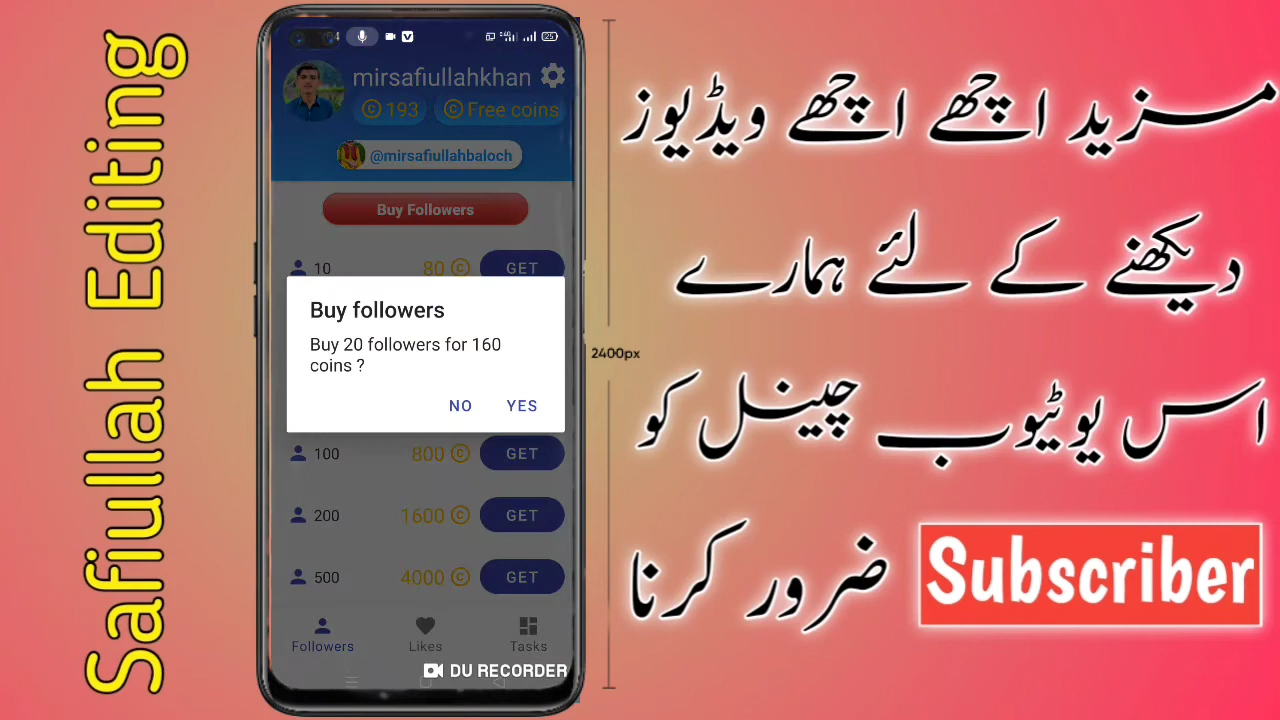 Safiullah Editing
mirsafiullahkhan
193
Free coins
@mirsafiullahbaloch
Buy Followers
10 80 GET
Buy followers
Buy 20 followers for 160
coins ?
NO YES
100 800 GET
200 1600 GET
500 4000 GET
Followers Likes Tasks
DU RECORDER
2400px
مزید اچھے اچھے ویڈیوز
دیکھنے کے لئے ہمارے
اس یوٹیوب چینل کو
Subscriber ضرور کرنا